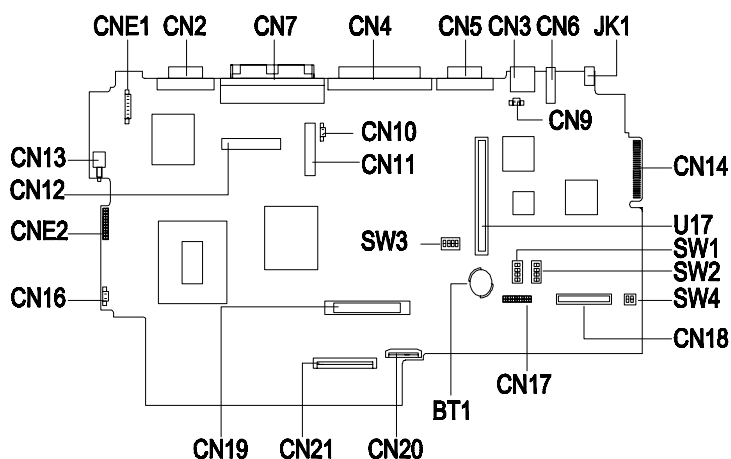 CNE1 CN2 CN7 CN4 CN5 CN3 CN6 JK1
CN10
CN9
CN13
CN11
CN14
CN12
U17
CNE2
SW3
SW1
SW2
CN16
SW4
CN18
CN17
BT1
CN19 CN21 CN20